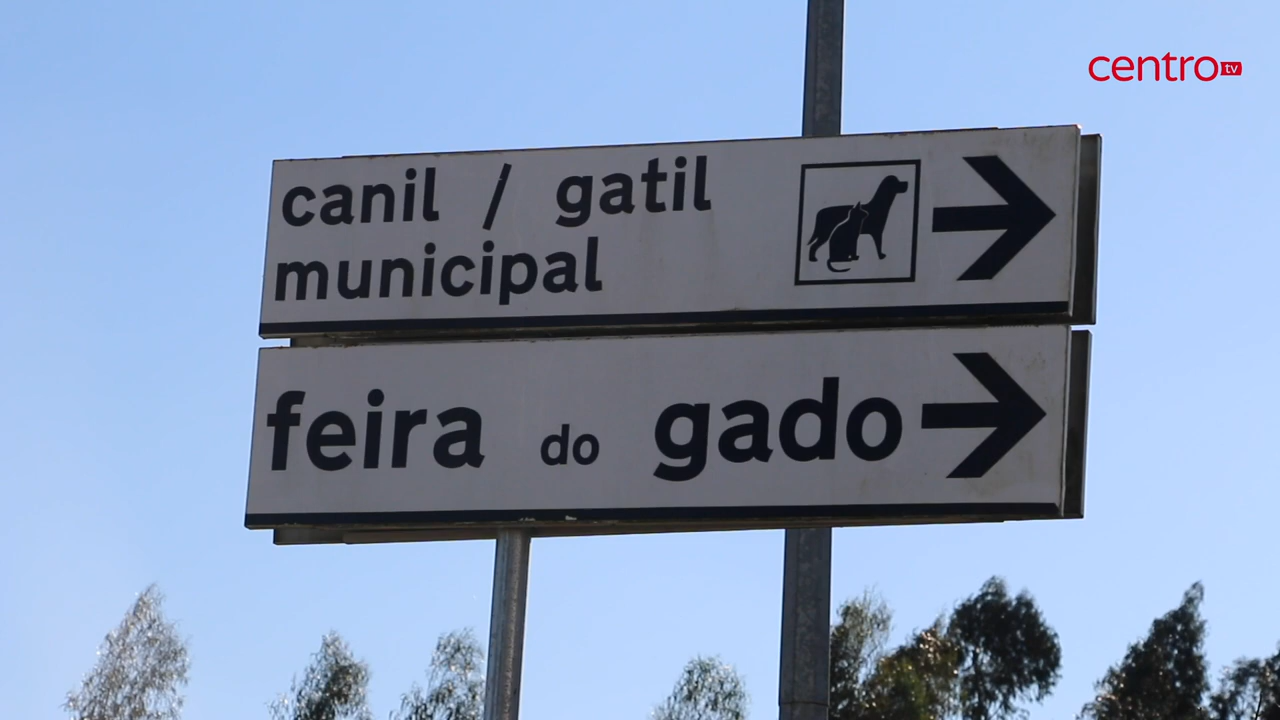 centro tv
canil / gatil
municipal
feira do gado